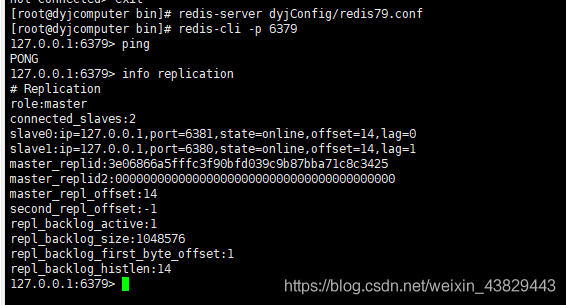 not connected> exit
[root@dyjcomputer bin]# redis-server dyjConfig/redis79.conf
[root@dyjcomputer bin]# redis-cli -p 6379
127.0.0.1:6379> ping
PONG
127.0.0.1:6379> info replication
# Replication
role:master
connected_slaves:2
slave0:ip=127.0.0.1,port=6381,state=online,offset=14,lag=0
slave1:ip=127.0.0.1,port=6380,state=online,offset=14,lag=1
master_replid:3e06866a5fffc3f90bfd039c9b87bba71c8c3425
master_replid2:0000000000000000000000000000000000000000
master_repl_offset:14
second_repl_offset:-1
repl_backlog_active:1
repl_backlog_size:1048576
repl_backlog_first_byte_offset:1
repl_backlog_histlen:14
127.0.0.1:6379>
https://blog.csdn.net/weixin_43829443